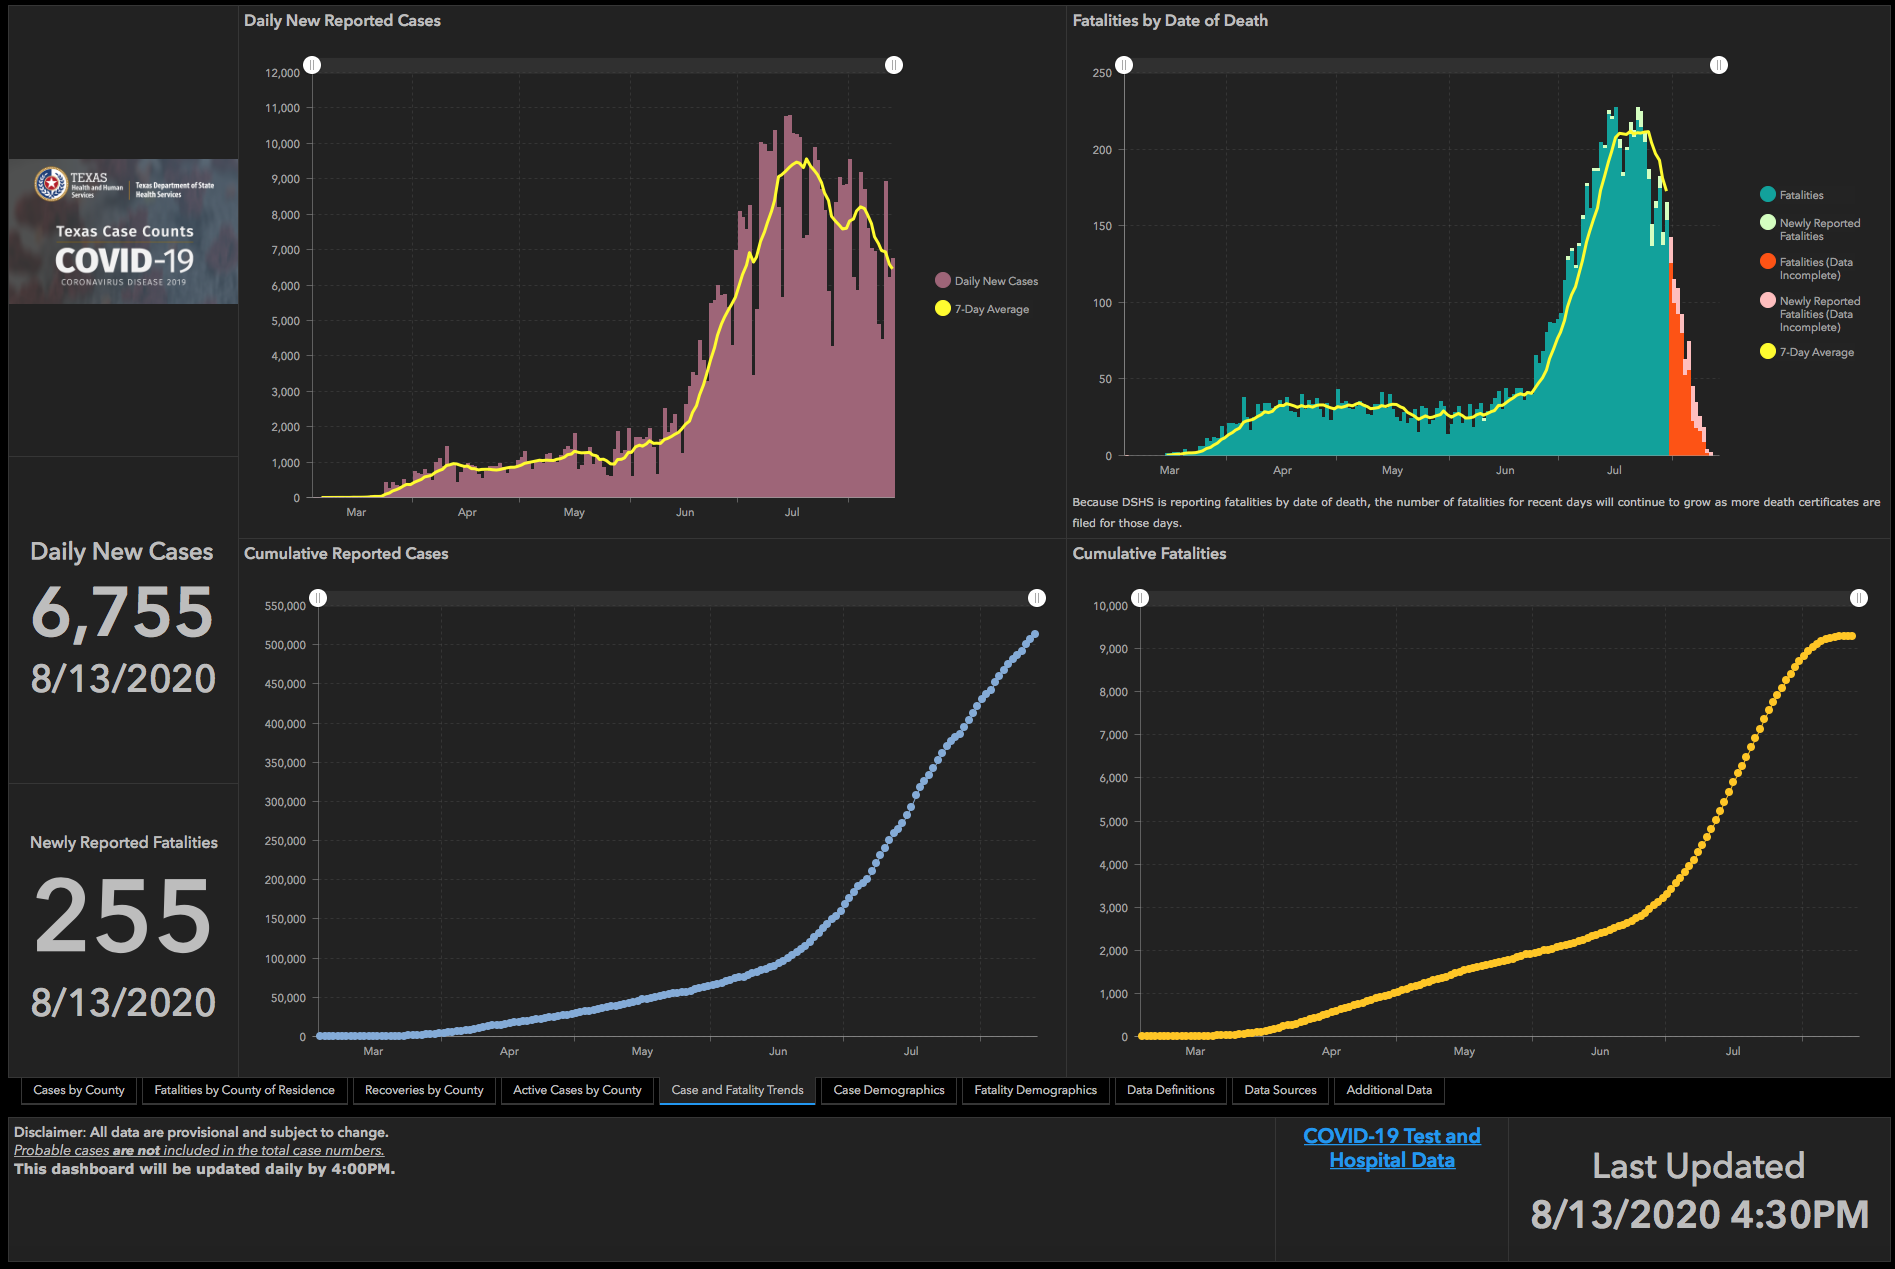 TEXAS
Health and Human
Services
Texas Department of State
Health Services
Texas Case Counts
COVID-19
CORONAVIRUS DISEASE 2019
Daily New Cases
6,755
8/13/2020
Newly Reported Fatalities
255
8/13/2020
Daily New Reported Cases
12,000
11,000
10,000
9,000
8,000
7,000
6,000
5,000
4,000
3,000
2,000
1,000
0
Mar Apr May Jun Jul
Daily New Cases
7-Day Average
Fatalities by Date of Death
250
200
150
100
50
0
Mar Apr May Jun Jul
Fatalities
Newly Reported
Fatalities
Fatalities (Data
Incomplete)
Newly Reported
Fatalities (Data
Incomplete)
7-Day Average
Because DSHS is reporting fatalities by date of death, the number of fatalities for recent days will continue to grow as more death certificates are
filed for those days.
Cumulative Reported Cases
550,000
500,000
450,000
400,000
350,000
300,000
250,000
200,000
150,000
100,000
50,000
0
Mar Apr May Jun Jul
Cumulative Fatalities
10,000
9,000
8,000
7,000
6,000
5,000
4,000
3,000
2,000
1,000
0
Mar Apr May Jun Jul
Cases by County Fatalities by County of Residence Recoveries by County Active Cases by County Case and Fatality Trends Case Demographics Fatality Demographics Data Definitions Data Sources Additional Data
Disclaimer: All data are provisional and subject to change.
Probable cases are not included in the total case numbers.
This dashboard will be updated daily by 4:00PM.
COVID-19 Test and
Hospital Data
Last Updated
8/13/2020 4:30PM